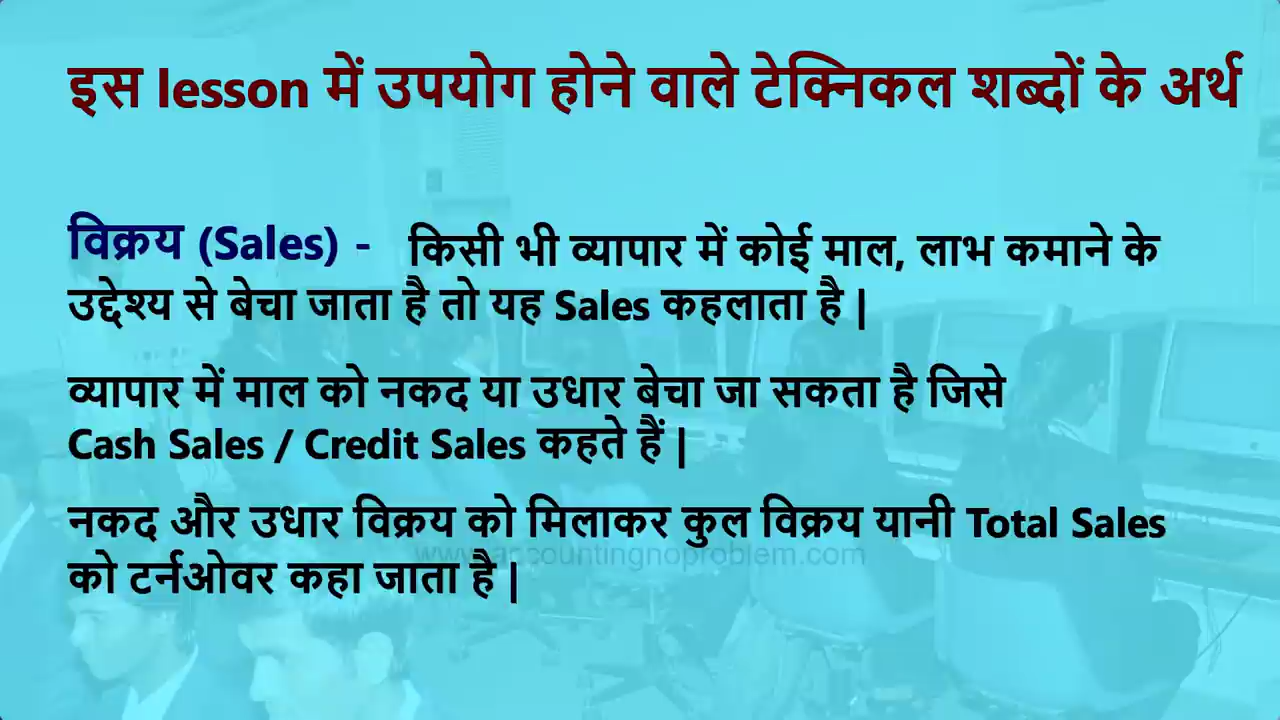 इस lesson में उपयोग होने वाले टेक्निकल शब्दों के अर्थ
विक्रय (Sales) - किसी भी व्यापार में कोई माल, लाभ कमाने के
उद्देश्य से बेचा जाता है तो यह Sales कहलाता है |
व्यापार में माल को नकद या उधार बेचा जा सकता है जिसे
Cash Sales / Credit Sales कहते हैं |
नकद और उधार विक्रय को मिलाकर कुल विक्रय यानी Total Sales
www.accountingnoproblem.com
को टर्नओवर कहा जाता है |